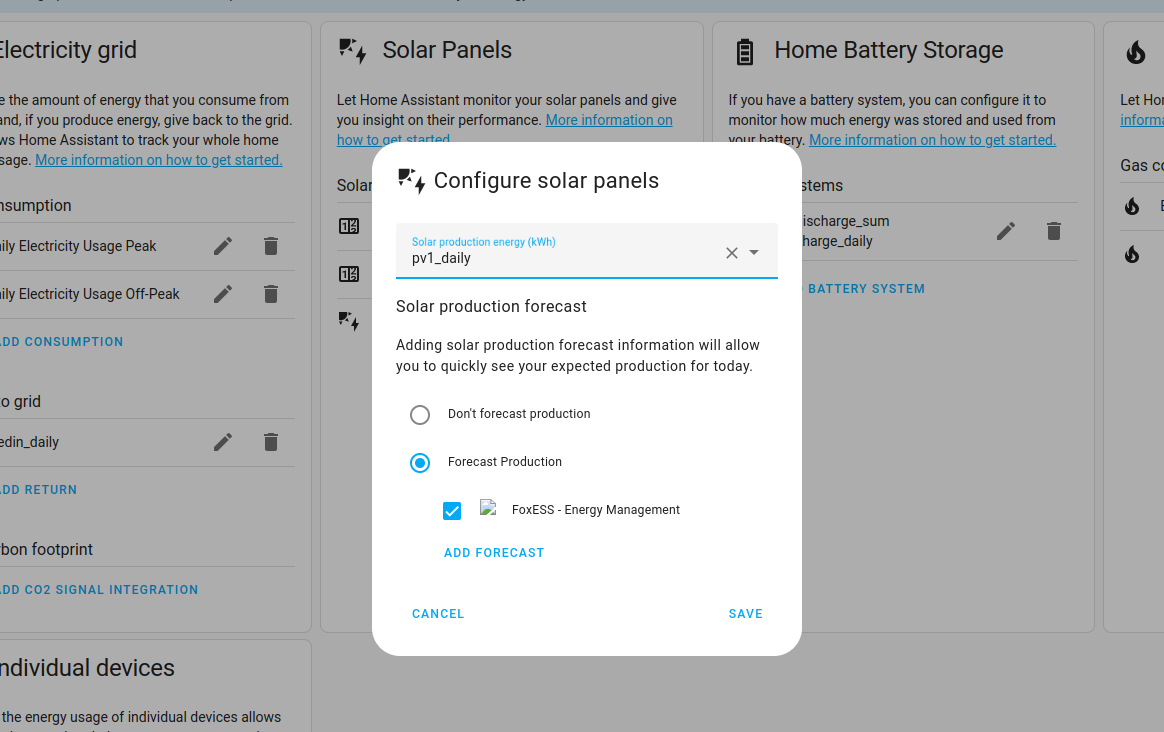 Electricity grid
e the amount of energy that you consume from
and, if you produce energy, give back to the grid.
ws Home Assistant to track your whole home
sage. More information on how to get started.
nsumption
ily Electricity Usage Peak
ily Electricity Usage Off-Peak
DD CONSUMPTION
to grid
edin_daily
DD RETURN
rbon footprint
DD CO2 SIGNAL INTEGRATION
ndividual devices
the energy usage of individual devices allows
Solar Panels
Let Home Assistant monitor your solar panels and give
you insight on their performance. More information on
how to get started.
Solar
Home Battery Storage
If you have a battery system, you can configure it to
monitor how much energy was stored and used from
your battery. More information on how to get started.
stems
ischarge_sum
harge_daily
BATTERY SYSTEM
Let Ho
informa
Gas co
Configure solar panels
Solar production energy (kWh)
pv1_daily
Solar production forecast
Adding solar production forecast information will allow
you to quickly see your expected production for today.
Don't forecast production
Forecast Production
FoxESS - Energy Management
ADD FORECAST
CANCEL
SAVE